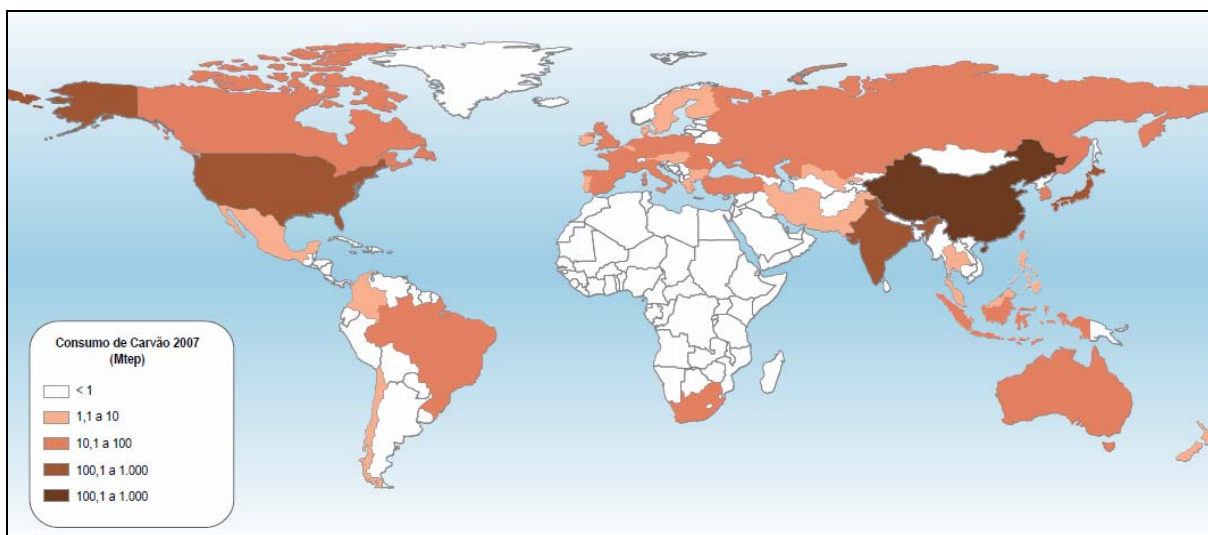 Consumo de Carvão 2007
(Mtep)
< 1
1,1 a 10
10,1 a 100
100,1 a 1.000
100,1 a 1.000